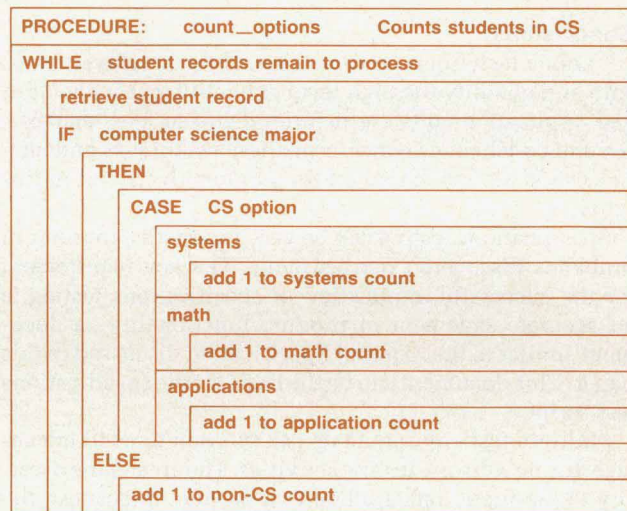 PROCEDURE: count__options Counts students in CS
WHILE student records remain to process
retrieve student record
IF computer science major
THEN
CASE CS option
systems
add 1 to systems count
math
add 1 to math count
applications
add 1 to application count
ELSE
add 1 to non-CS count